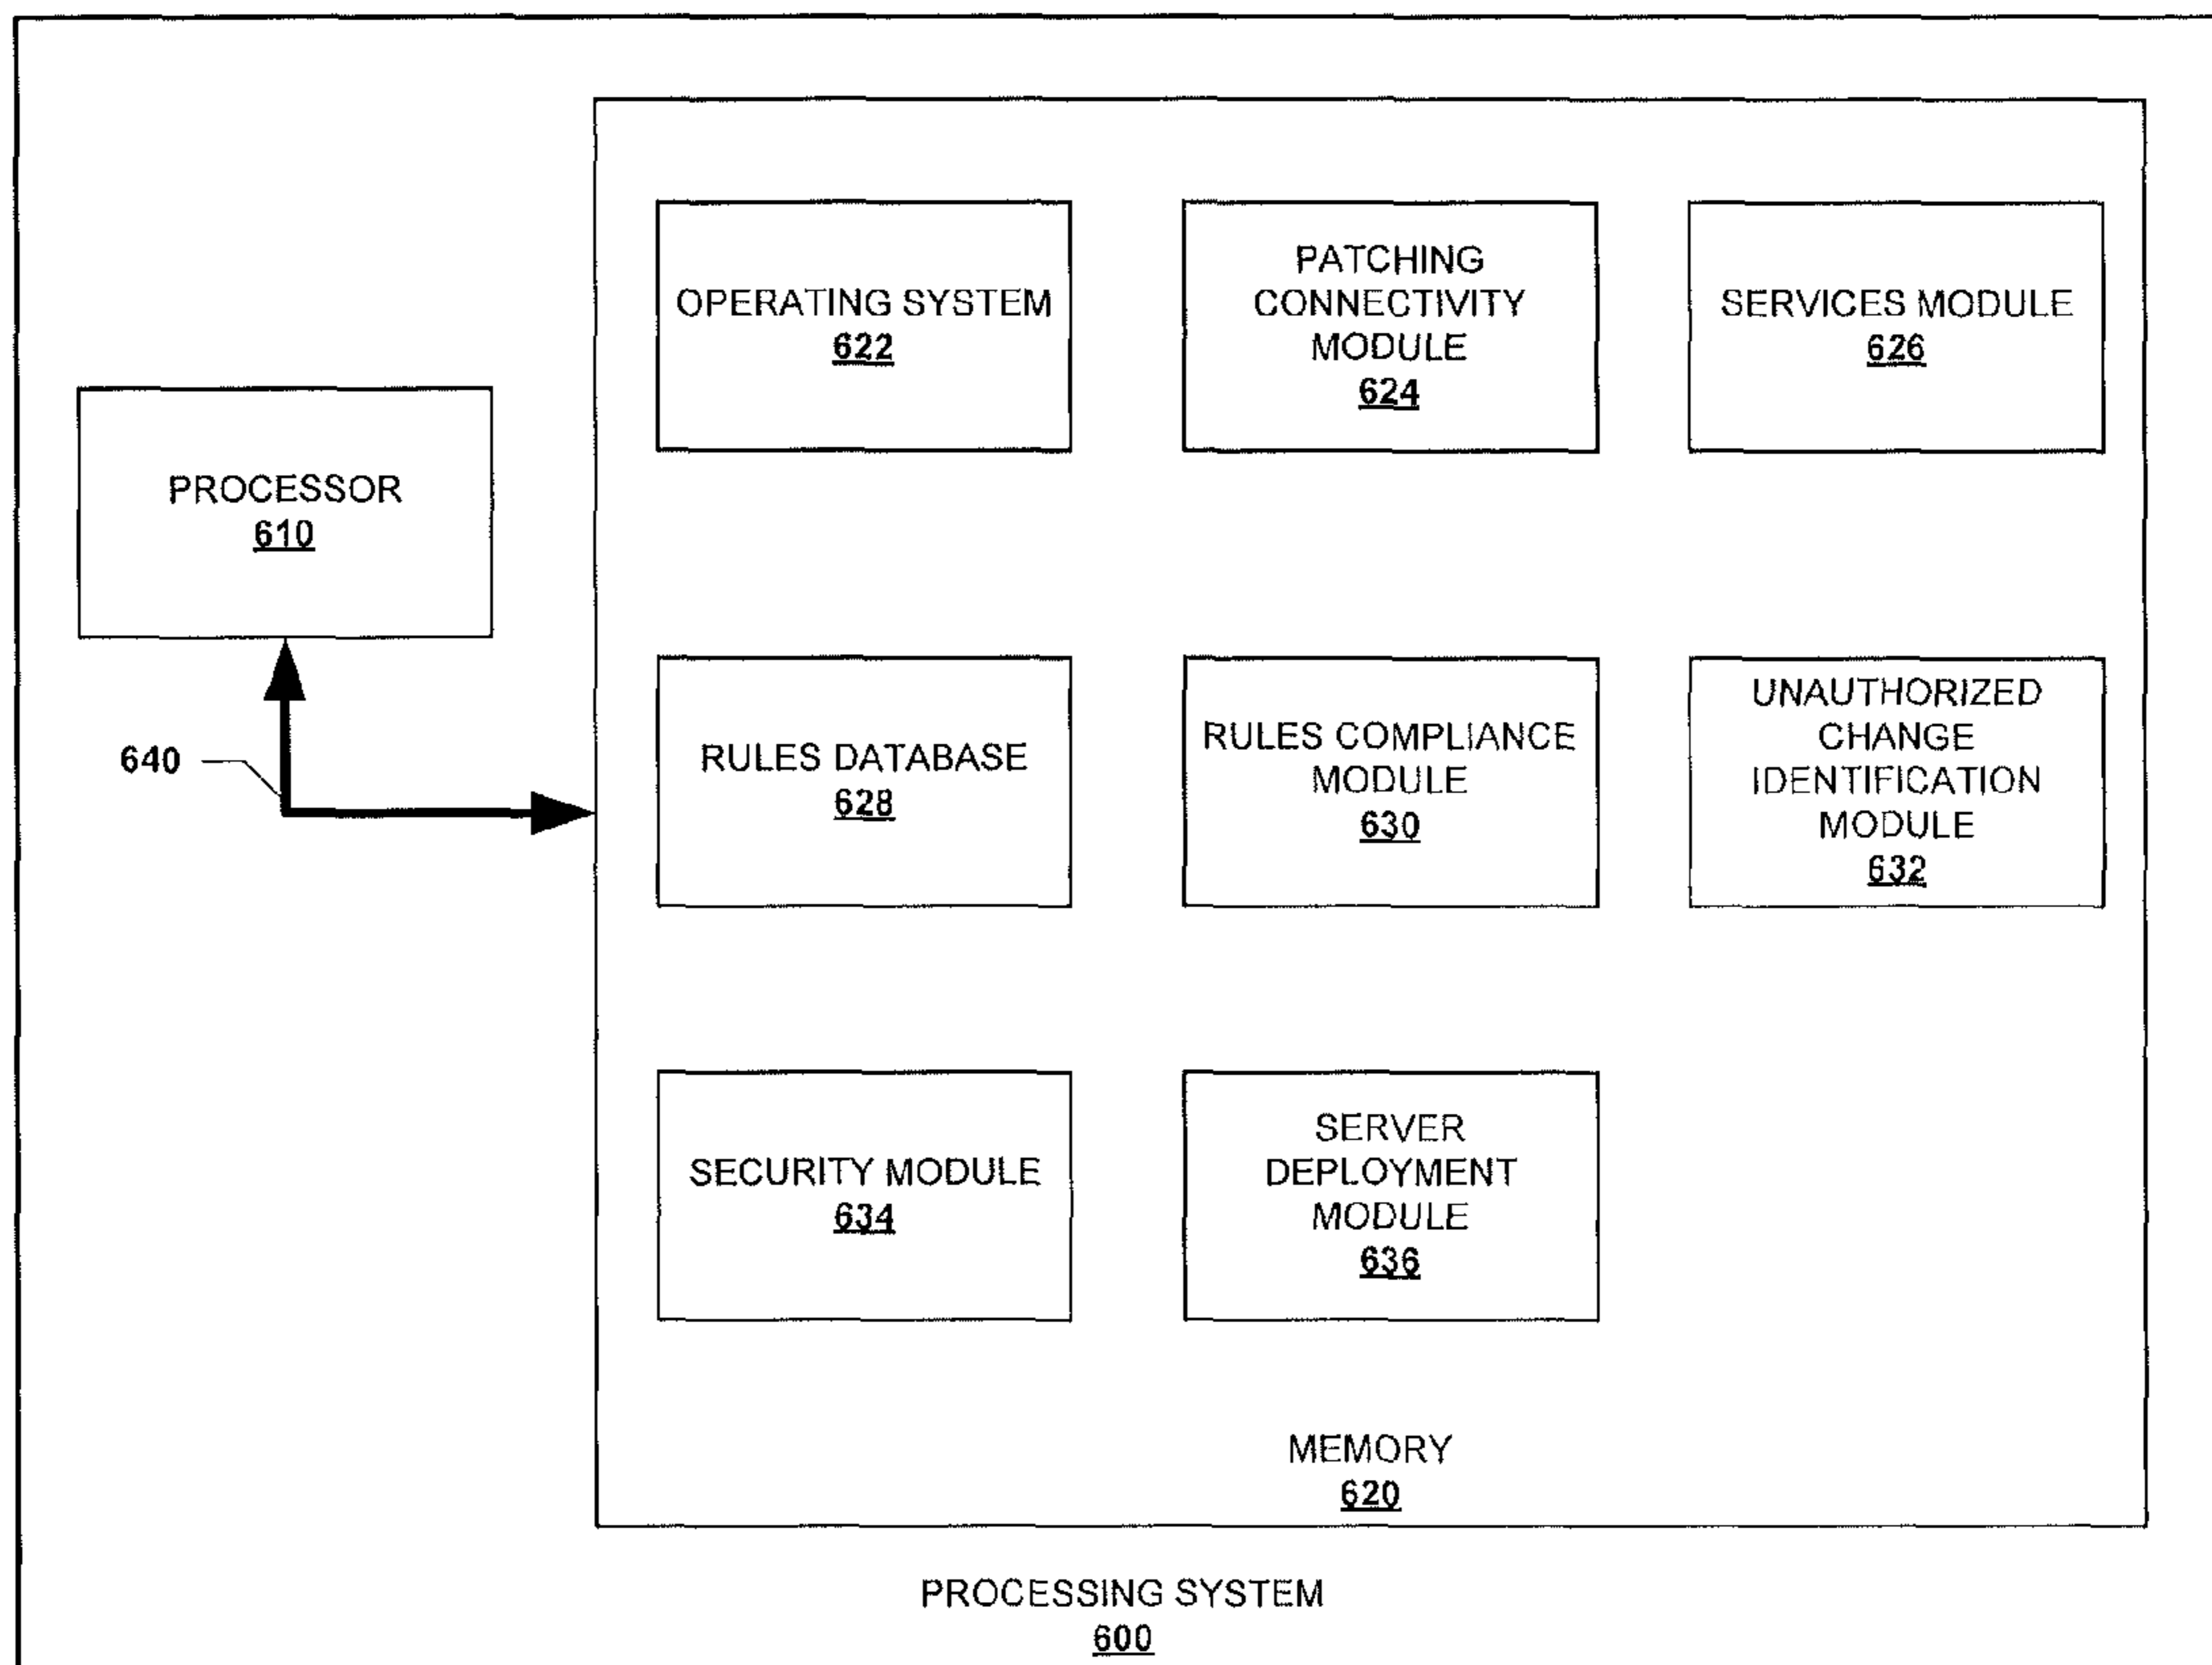 OPERATING SYSTEM
622
PATCHING
CONNECTIVITY
MODULE
624
SERVICES MODULE
626
PROCESSOR
610
640
RULES DATABASE
628
RULES COMPLIANCE
MODULE
630
UNAUTHORIZED
CHANGE
IDENTIFICATION
MODULE
632
SECURITY MODULE
634
SERVER
DEPLOYMENT
MODULE
636
MEMORY
620
PROCESSING SYSTEM
600